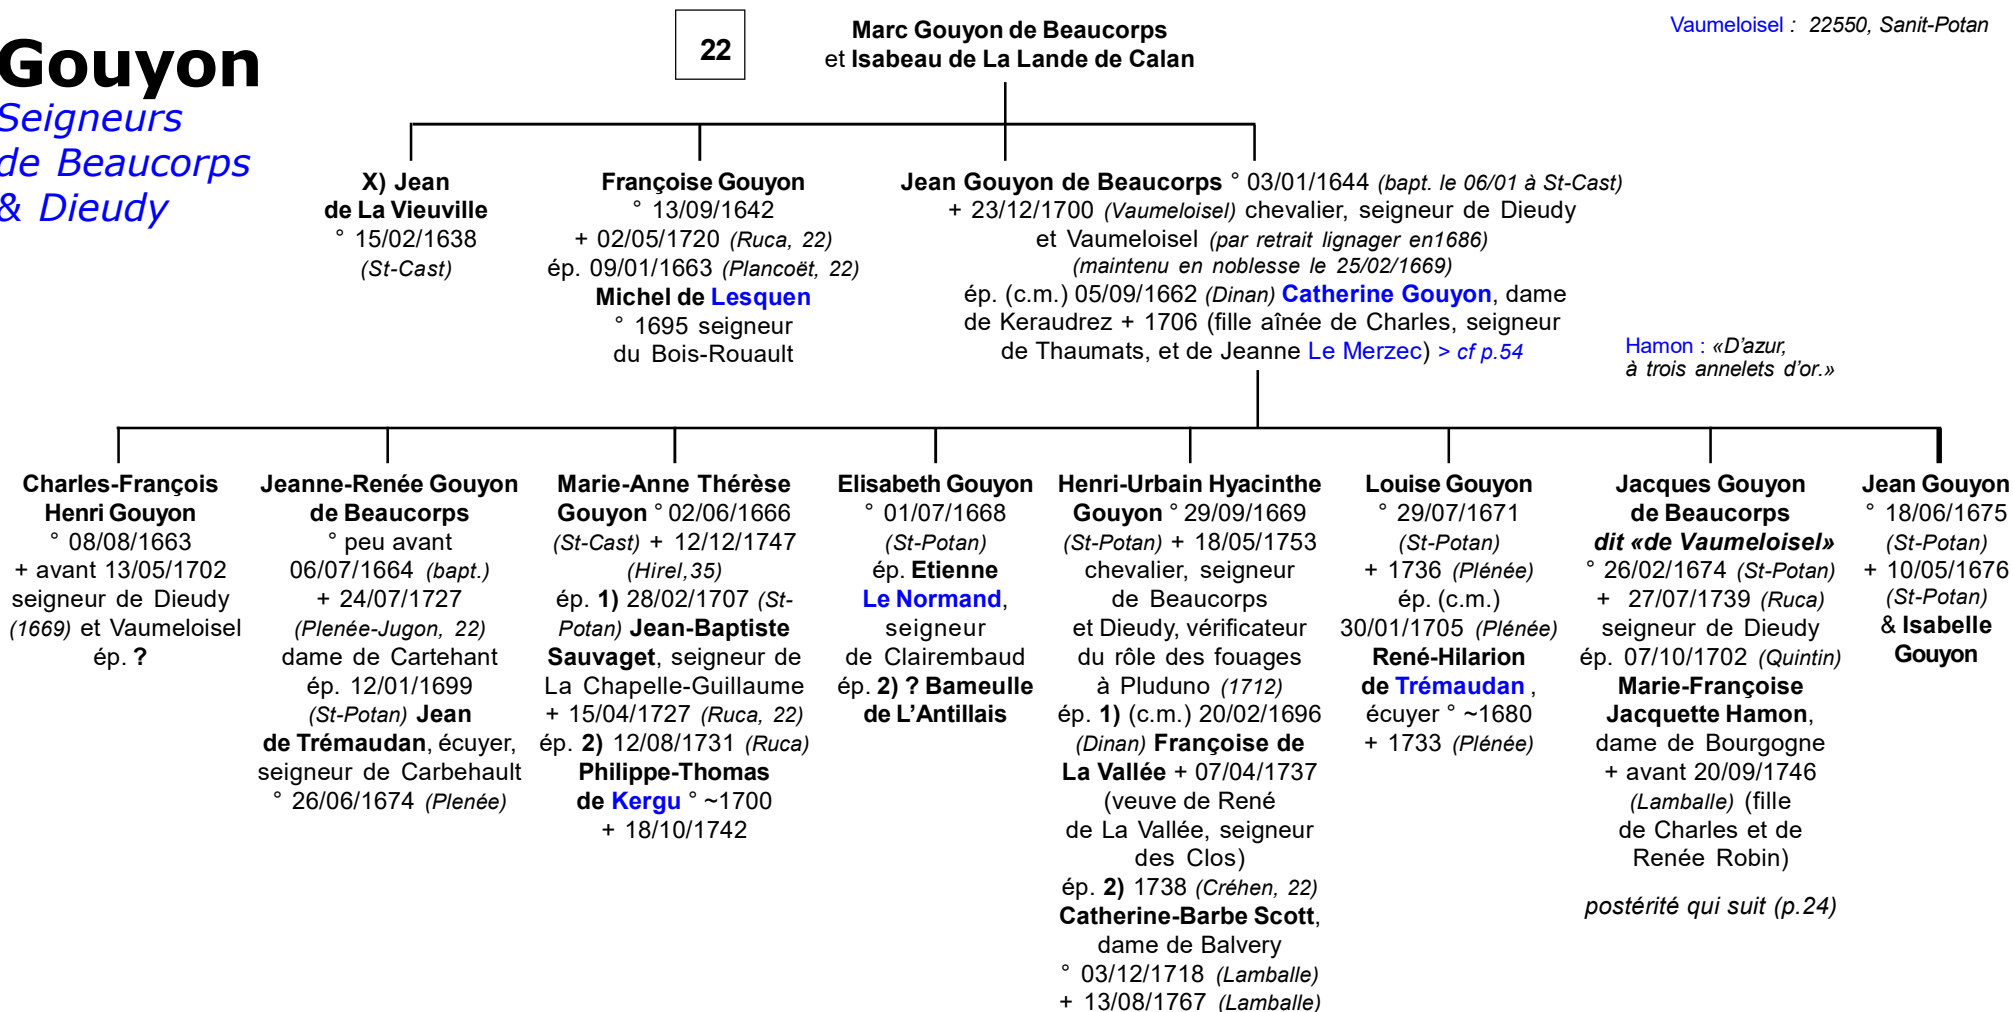 Gouyon
Seigneurs
de Beaucorps
& Dieudy
22
Marc Gouyon de Beaucorps
et Isabeau de La Lande de Calan
Vaumeloisel : 22550, Sanit-Potan
X) Jean
de La Vieuville
° 15/02/1638
(St-Cast)
Françoise Gouyon
° 13/09/1642
+ 02/05/1720 (Ruca, 22)
ép. 09/01/1663 (Plancoët, 22)
Michel de Lesquen
° 1695 seigneur
du Bois-Rouault
Jean Gouyon de Beaucorps ° 03/01/1644 (bapt. le 06/01 à St-Cast)
+ 23/12/1700 (Vaumeloisel) chevalier, seigneur de Dieudy
et Vaumeloisel (par retrait lignager en1686)
(maintenu en noblesse le 25/02/1669)
ép. (c.m.) 05/09/1662 (Dinan) Catherine Gouyon, dame
de Keraudrez + 1706 (fille aînée de Charles, seigneur
de Thaumats, et de Jeanne Le Merzec) > cf p.54
Hamon : «D’azur,
à trois annelets d’or.»
Charles-François
Henri Gouyon
° 08/08/1663
+ avant 13/05/1702
seigneur de Dieudy
(1669) et Vaumeloisel
ép. ?
Jeanne-Renée Gouyon
de Beaucorps
° peu avant
06/07/1664 (bapt.)
+ 24/07/1727
(Plenée-Jugon, 22)
dame de Cartehant
ép. 12/01/1699
(St-Potan) Jean
de Trémaudan, écuyer,
seigneur de Carbehault
° 26/06/1674 (Plenée)
Marie-Anne Thérèse
Gouyon ° 02/06/1666
(St-Cast) + 12/12/1747
(Hirel,35)
ép. 1) 28/02/1707 (St-
Potan) Jean-Baptiste
Sauvaget, seigneur de
La Chapelle-Guillaume
+ 15/04/1727 (Ruca, 22)
ép. 2) 12/08/1731 (Ruca)
Philippe-Thomas
de Kergu ° ~1700
+ 18/10/1742
Elisabeth Gouyon
° 01/07/1668
(St-Potan)
ép. Etienne
Le Normand,
seigneur
de Clairembaud
ép. 2) ? Bameulle
de L’Antillais
Henri-Urbain Hyacinthe
Gouyon ° 29/09/1669
(St-Potan) + 18/05/1753
chevalier, seigneur
de Beaucorps
et Dieudy, vérificateur
du rôle des fouages
à Pluduno (1712)
ép. 1) (c.m.) 20/02/1696
(Dinan) Françoise de
La Vallée + 07/04/1737
(veuve de René
de La Vallée, seigneur
des Clos)
ép. 2) 1738 (Créhen, 22)
Catherine-Barbe Scott,
dame de Balvery
° 03/12/1718 (Lamballe)
+ 13/08/1767 (Lamballe)
Louise Gouyon
° 29/07/1671
(St-Potan)
+ 1736 (Plénée)
ép. (c.m.)
30/01/1705 (Plénée)
René-Hilarion
de Trémaudan ,
écuyer ° ~1680
+ 1733 (Plénée)
Jacques Gouyon
de Beaucorps
dit «de Vaumeloisel»
° 26/02/1674 (St-Potan)
+ 27/07/1739 (Ruca)
seigneur de Dieudy
ép. 07/10/1702 (Quintin)
Marie-Françoise
Jacquette Hamon,
dame de Bourgogne
+ avant 20/09/1746
(Lamballe) (fille
de Charles et de
Renée Robin)
postérité qui suit (p.24)
Jean Gouyon
° 18/06/1675
(St-Potan)
+ 10/05/1676
(St-Potan)
& Isabelle
Gouyon